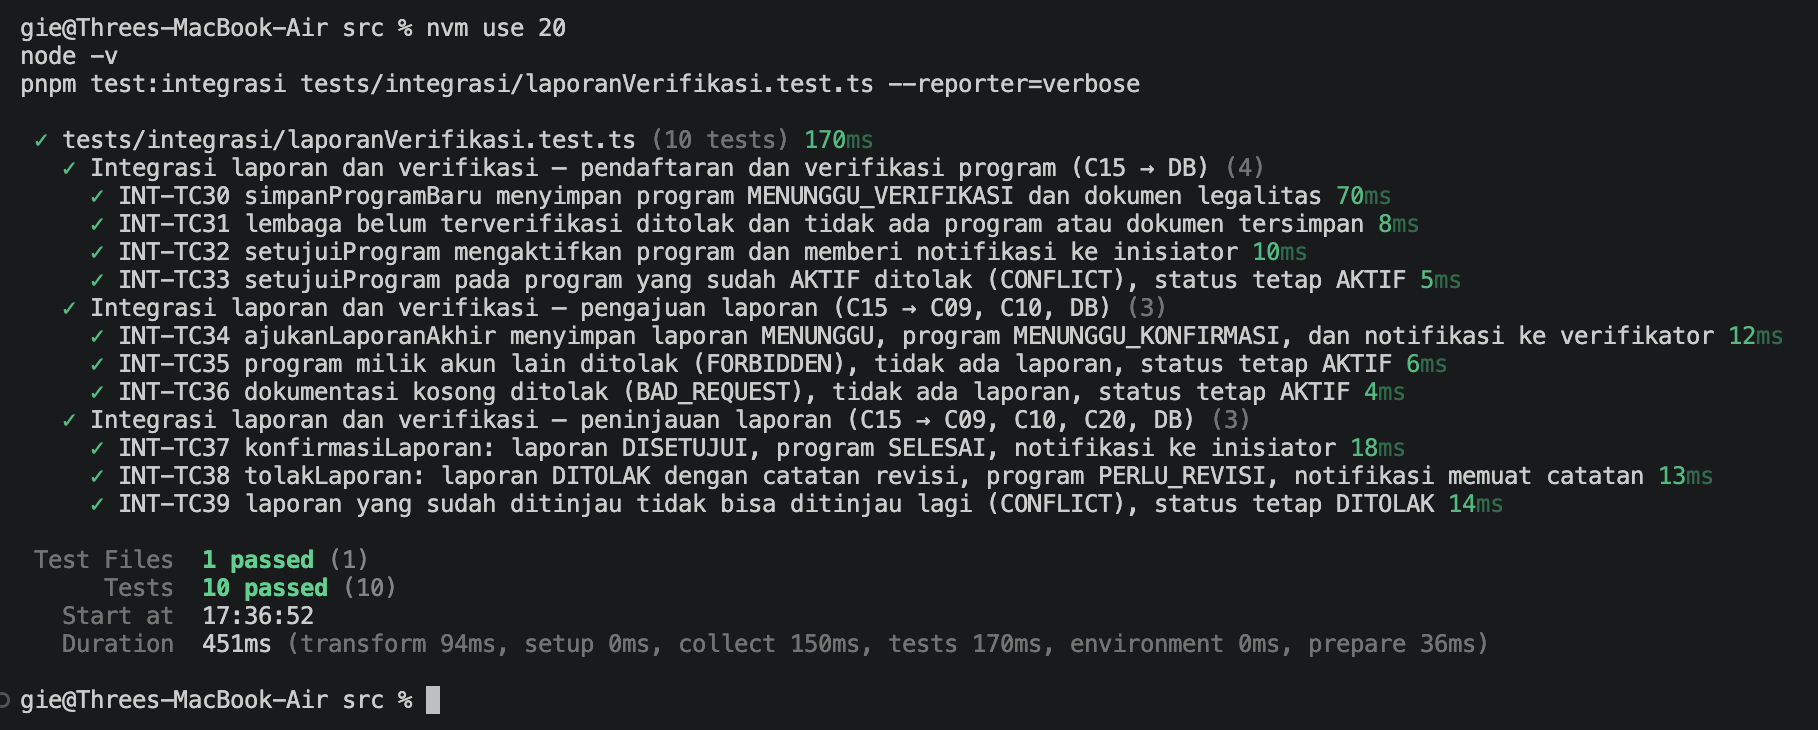 gie@Threes-MacBook-Air src % nvm use 20
node -v
pnpm test:integrasi tests/integrasi/laporanVerifikasi.test.ts --reporter=verbose
✓ tests/integrasi/laporanVerifikasi.test.ts (10 tests) 170ms
✓ Integrasi laporan dan verifikasi — pendaftaran dan verifikasi program (C15 → DB) (4)
✓ INT-TC30 simpanProgramBaru menyimpan program MENUNGGU_VERIFIKASI dan dokumen legalitas 70ms
✓ INT-TC31 lembaga belum terverifikasi ditolak dan tidak ada program atau dokumen tersimpan 8ms
✓ INT-TC32 setujuiProgram mengaktifkan program dan memberi notifikasi ke inisiator 10ms
✓ INT-TC33 setujuiProgram pada program yang sudah AKTIF ditolak (CONFLICT), status tetap AKTIF 5ms
✓ Integrasi laporan dan verifikasi — pengajuan laporan (C15 → C09, C10, DB) (3)
✓ INT-TC34 ajukanLaporanAkhir menyimpan laporan MENUNGGU, program MENUNGGU_KONFIRMASI, dan notifikasi ke verifikator 12ms
✓ INT-TC35 program milik akun lain ditolak (FORBIDDEN), tidak ada laporan, status tetap AKTIF 6ms
✓ INT-TC36 dokumentasi kosong ditolak (BAD_REQUEST), tidak ada laporan, status tetap AKTIF 4ms
✓ Integrasi laporan dan verifikasi — peninjauan laporan (C15 → C09, C10, C20, DB) (3)
✓ INT-TC37 konfirmasiLaporan: laporan DISETUJUI, program SELESAI, notifikasi ke inisiator 18ms
✓ INT-TC38 tolakLaporan: laporan DITOLAK dengan catatan revisi, program PERLU_REVISI, notifikasi memuat catatan 13ms
✓ INT-TC39 laporan yang sudah ditinjau tidak bisa ditinjau lagi (CONFLICT), status tetap DITOLAK 14ms
Test Files 1 passed (1)
Tests 10 passed (10)
Start at 17:36:52
Duration 451ms (transform 94ms, setup 0ms, collect 150ms, tests 170ms, environment 0ms, prepare 36ms)
gie@Threes-MacBook-Air src %